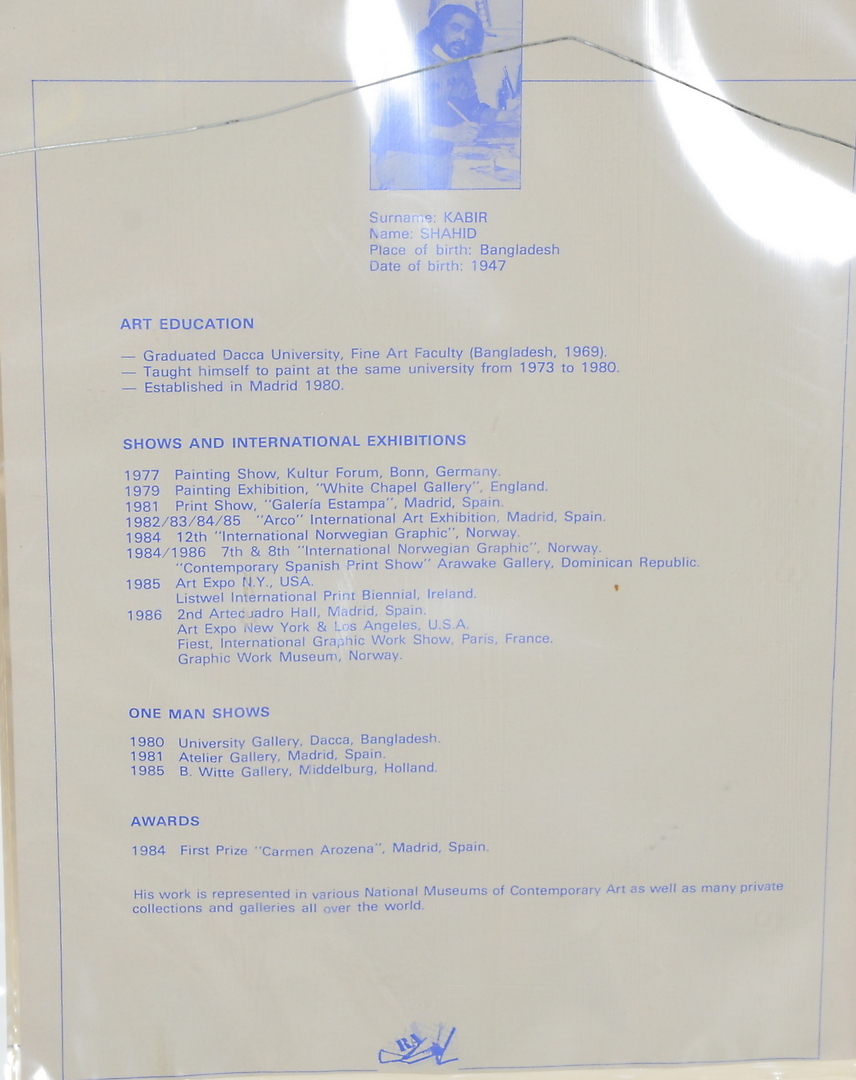 Surname: KABIR
Name: SHAHID
Place of birth: Bangladesh
Date of birth: 1947
ART EDUCATION
— Graduated Dacca University, Fine Art Faculty (Bangladesh, 1969).
— Taught himself to paint at the same university from 1973 to 1980.
— Established in Madrid 1980.
SHOWS AND INTERNATIONAL EXHIBITIONS
1977 Painting Show, Kultur Forum, Bonn, Germany.
1979 Painting Exhibition, "White Chapel Gallery", England.
1981 Print Show, "Galería Estampa", Madrid, Spain.
1982/83/84/85 "Arco" International Art Exhibition, Madrid, Spain.
1984 12th "International Norwegian Graphic", Norway.
1984/1986 7th & 8th "International Norwegian Graphic", Norway.
"Contemporary Spanish Print Show" Arawake Gallery, Dominican Republic.
1985 Art Expo N.Y., USA.
Listwel International Print Biennial, Ireland.
1986 2nd Artecuadro Hall, Madrid, Spain.
Art Expo New York & Los Angeles, U.S.A.
Fiest, International Graphic Work Show, Paris, France.
Graphic Work Museum, Norway.
ONE MAN SHOWS
1980 University Gallery, Dacca, Bangladesh.
1981 Atelier Gallery, Madrid, Spain.
1985 B. Witte Gallery, Middelburg, Holland.
AWARDS
1984 First Prize "Carmen Arozena", Madrid, Spain.
His work is represented in various National Museums of Contemporary Art as well as many private
collections and galleries all over the world.
RA